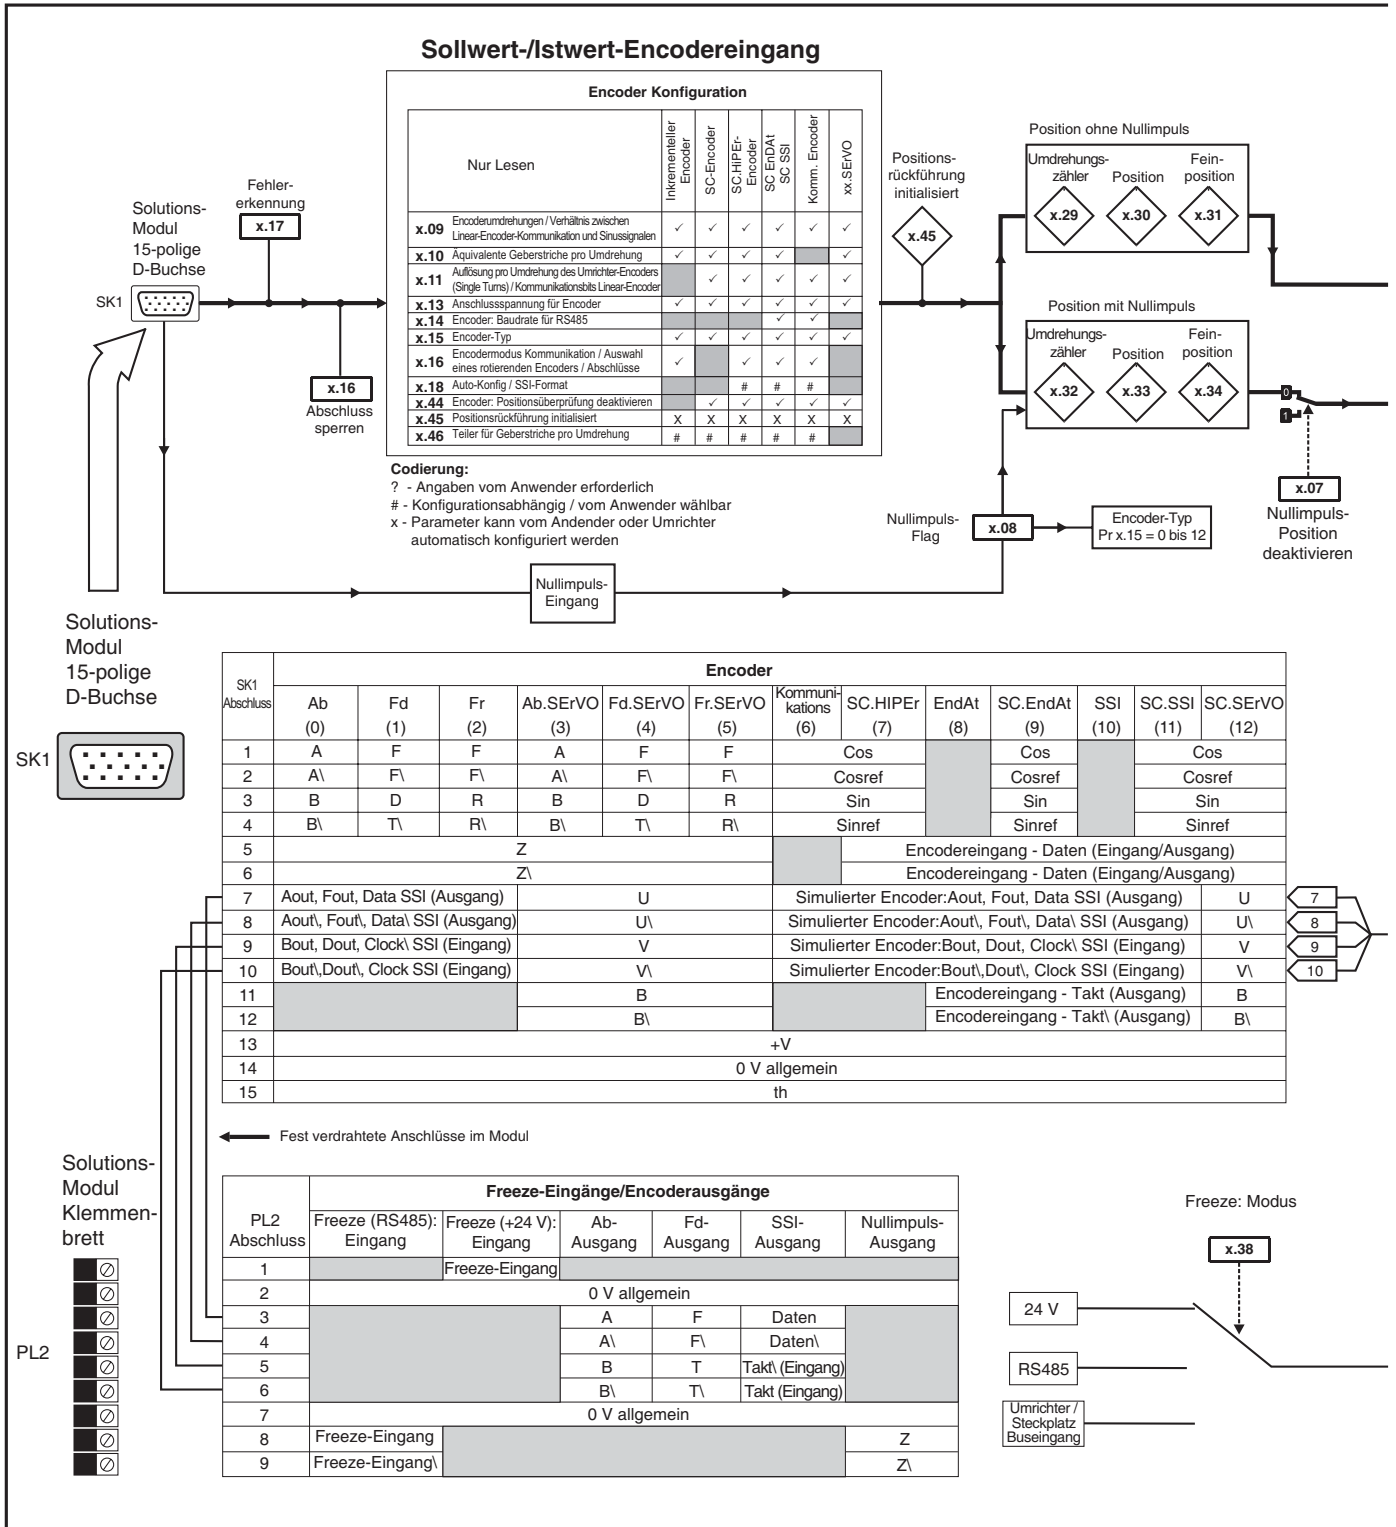 Sollwert-/Istwert-Encodereingang
Encoder Konfiguration
Nur Lesen
Inkrementeller Encoder
SC-Encoder
SC.HiPEr-Encoder
SC EnDAt SC SSI
Komm. Encoder
xx.SErVO
x.09 Encoderumdrehungen / Verhältnis zwischen Linear-Encoder-Kommunikation und Sinussignalen ✓ ✓ ✓ ✓ ✓ ✓
x.10 Äquivalente Geberstriche pro Umdrehung ✓ ✓ ✓ ✓ ✓
x.11 Auflösung pro Umdrehung des Umrichter-Encoders (Single Turns) / Kommunikationsbits Linear-Encoder ✓ ✓ ✓ ✓ ✓
x.13 Anschlussspannung für Encoder ✓ ✓ ✓ ✓ ✓ ✓
x.14 Encoder: Baudrate für RS485 ✓ ✓
x.15 Encoder-Typ ✓ ✓ ✓ ✓ ✓ ✓
x.16 Encodermodus Kommunikation / Auswahl eines rotierenden Encoders / Abschlüsse ✓ ✓ ✓ ✓
x.18 Auto-Konfig / SSI-Format # # #
x.44 Encoder: Positionsüberprüfung deaktivieren ✓ ✓ ✓ ✓ ✓
x.45 Positionsrückführung initialisiert X X X X X X
x.46 Teiler für Geberstriche pro Umdrehung # # # # #
Codierung:
? - Angaben vom Anwender erforderlich
# - Konfigurationsabhängig / vom Anwender wählbar
x - Parameter kann vom Andender oder Umrichter
automatisch konfiguriert werden
Solutions-
Modul
15-polige
D-Buchse
SK1
Fehler-
erkennung
x.17
x.16
Abschluss
sperren
Positions-
rückführung
initialisiert
x.45
Position ohne Nullimpuls
Umdrehungs-
zähler
Position
Fein-
position
x.29
x.30
x.31
Position mit Nullimpuls
Umdrehungs-
zähler
Position
Fein-
position
x.32
x.33
x.34
0
1
x.07
Nullimpuls-
Position
deaktivieren
Nullimpuls-
Flag
x.08
Encoder-Typ
Pr x.15 = 0 bis 12
Nullimpuls-
Eingang
Solutions-
Modul
15-polige
D-Buchse
SK1
SK1 Abschluss
Encoder
Ab (0)
Fd (1)
Fr (2)
Ab.SErVO (3)
Fd.SErVO (4)
Fr.SErVO (5)
Kommuni-kations (6)
SC.HIPEr (7)
EndAt (8)
SC.EndAt (9)
SSI (10)
SC.SSI (11)
SC.SErVO (12)
1 A F F A F F Cos Cos Cos
2 A\ F\ F\ A\ F\ F\ Cosref Cosref Cosref
3 B D R B D R Sin Sin Sin
4 B\ T\ R\ B\ T\ R\ Sinref Sinref Sinref
5 Z Encodereingang - Daten (Eingang/Ausgang)
6 Z\ Encodereingang - Daten (Eingang/Ausgang)
7 Aout, Fout, Data SSI (Ausgang) U Simulierter Encoder:Aout, Fout, Data SSI (Ausgang) U 7
8 Aout\, Fout\, Data\ SSI (Ausgang) U\ Simulierter Encoder:Aout\, Fout\, Data\ SSI (Ausgang) U\ 8
9 Bout, Dout, Clock\ SSI (Eingang) V Simulierter Encoder:Bout, Dout, Clock\ SSI (Eingang) V 9
10 Bout\,Dout\, Clock SSI (Eingang) V\ Simulierter Encoder:Bout\,Dout\, Clock SSI (Eingang) V\ 10
11 B Encodereingang - Takt (Ausgang) B
12 B\ Encodereingang - Takt\ (Ausgang) B\
13 +V
14 0 V allgemein
15 th
Fest verdrahtete Anschlüsse im Modul
Solutions-
Modul
Klemmen-
brett
PL2
PL2 Abschluss
Freeze-Eingänge/Encoderausgänge
Freeze (RS485): Eingang
Freeze (+24 V): Eingang
Ab-Ausgang
Fd-Ausgang
SSI-Ausgang
Nullimpuls-Ausgang
1 Freeze-Eingang
2 0 V allgemein
3 A F Daten
4 A\ F\ Daten\
5 B T Takt\ (Eingang)
6 B\ T\ Takt (Eingang)
7 0 V allgemein
8 Freeze-Eingang Z
9 Freeze-Eingang\ Z\
Freeze: Modus
x.38
24 V
RS485
Umrichter /
Steckplatz
Buseingang